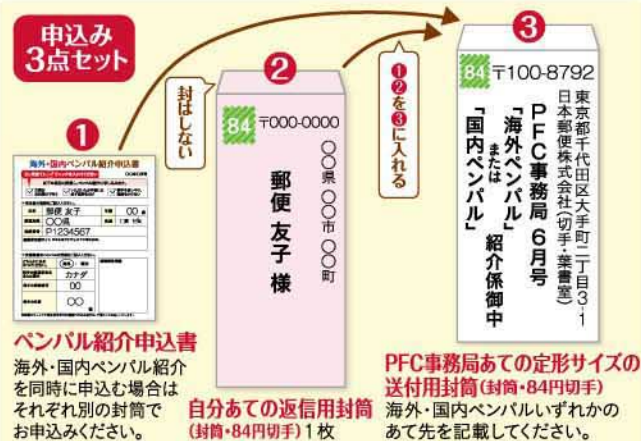 申込み
3点セット
1
海外・国内ペンパル紹介申込書
郵便 友子
00
〇〇県
P1234567
カナダ
00
〇〇
ペンパル紹介申込書
海外・国内ペンパル紹介
を同時に申込む場合は
それぞれ別の封筒で
お申込みください。
封はしない
2
84
〒000-0000
〇〇県 〇〇市 〇〇町
郵便 友子 様
自分あての返信用封筒
(封筒・84円切手)1枚
❶❷を❸に入れる
3
84
〒100-8792
東京都千代田区大手町二丁目3-1
日本郵便株式会社(切手・葉書室)
PFC事務局 6月号
「海外ペンパル」
または
「国内ペンパル」
紹介係御中
PFC事務局あての定形サイズの
送付用封筒(封筒・84円切手)
海外・国内ペンパルいずれかの
あて先を記載してください。